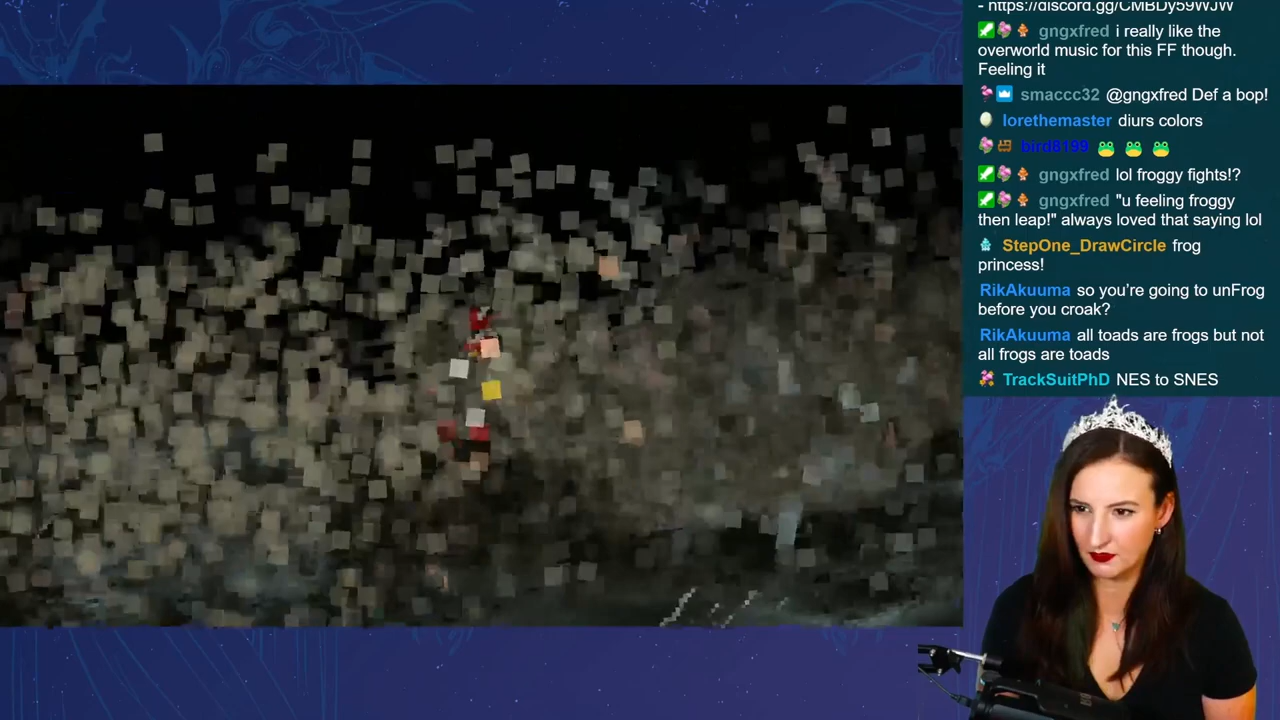 - https://discord.gg/CMBDy59WJW
gngxfred i really like the
overworld music for this FF though.
Feeling it
smaccc32 @gngxfred Def a bop!
lorethemaster diurs colors
bird8199
gngxfred lol froggy fights!?
gngxfred "u feeling froggy
then leap!" always loved that saying lol
StepOne_DrawCircle frog
princess!
RikAkuuma so you're going to unFrog
before you croak?
RikAkuuma all toads are frogs but not
all frogs are toads
TrackSuitPhD NES to SNES